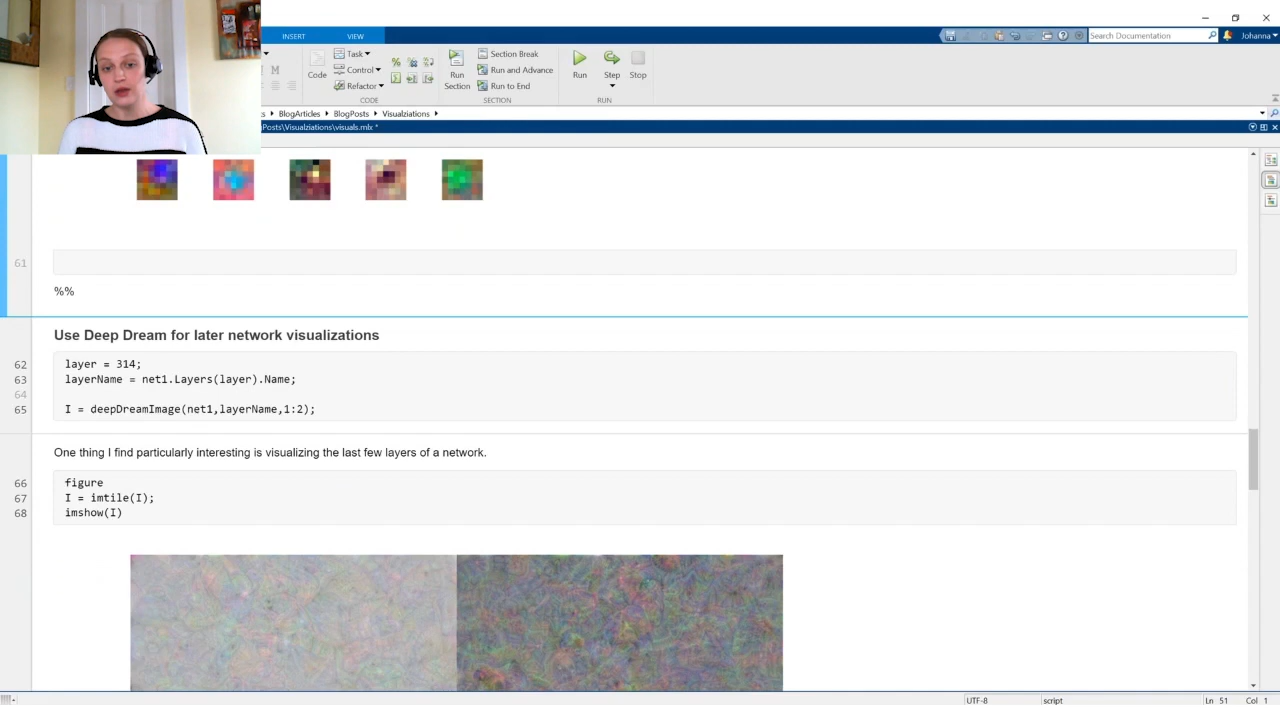 INSERT
VIEW
Search Documentation
Johanna
Task
Control
Refactor
Code
CODE
Run
Section
Section Break
Run and Advance
Run to End
SECTION
Run
Step
Stop
RUN
BlogArticles
BlogPosts
Visualziations
Posts\Visualziations\visuals.mlx *
61
%%
Use Deep Dream for later network visualizations
62 layer = 314;
63 layerName = net1.Layers(layer).Name;
64
65 I = deepDreamImage(net1,layerName,1:2);
One thing I find particularly interesting is visualizing the last few layers of a network.
66 figure
67 I = imtile(I);
68 imshow(I)
UTF-8
script
Ln 51
Col 1